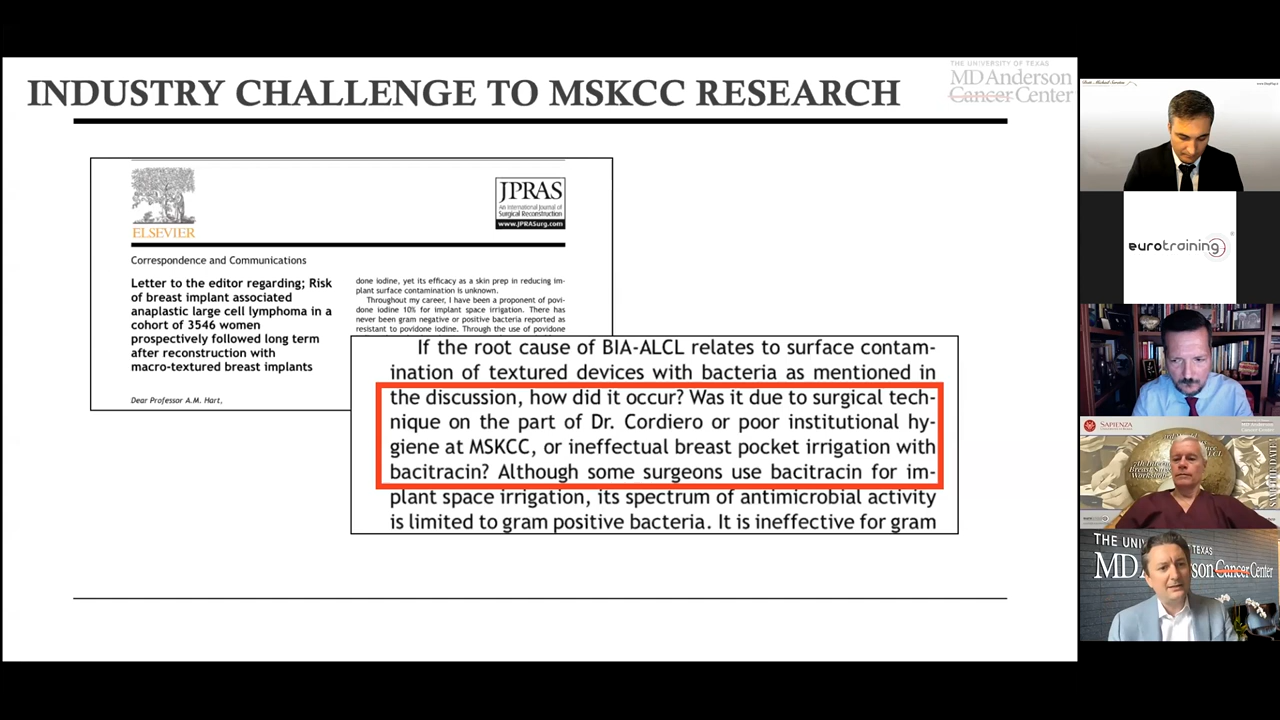 INDUSTRY CHALLENGE TO MSKCC RESEARCH
THE UNIVERSITY OF TEXAS
MD Anderson
Cancer Center
ELSEVIER
JPRAS
An International Journal of
Surgical Reconstruction
www.JPRASurg.com
Correspondence and Communications
Letter to the editor regarding; Risk
of breast implant associated
anaplastic large cell lymphoma in a
cohort of 3546 women
prospectively followed long term
after reconstruction with
macro-textured breast implants
Dear Professor A.M. Hart,
done iodine, yet its efficacy as a skin prep in reducing im-
plant surface contamination is unknown.
Throughout my career, I have been a proponent of povi-
done iodine 10% for implant space irrigation. There has
never been gram negative or positive bacteria reported as
resistant to povidone iodine. Through the use of povidone
If the root cause of BIA-ALCL relates to surface contam-
ination of textured devices with bacteria as mentioned in
the discussion, how did it occur? Was it due to surgical tech-
nique on the part of Dr. Cordiero or poor institutional hy-
giene at MSKCC, or ineffectual breast pocket irrigation with
bacitracin? Although some surgeons use bacitracin for im-
plant space irrigation, its spectrum of antimicrobial activity
is limited to gram positive bacteria. It is ineffective for gram
eurotraining
SAPIENZA
7th Intern
Breast Su
Worksho
THE UNI OF TEXAS
MD A son Cancer Center